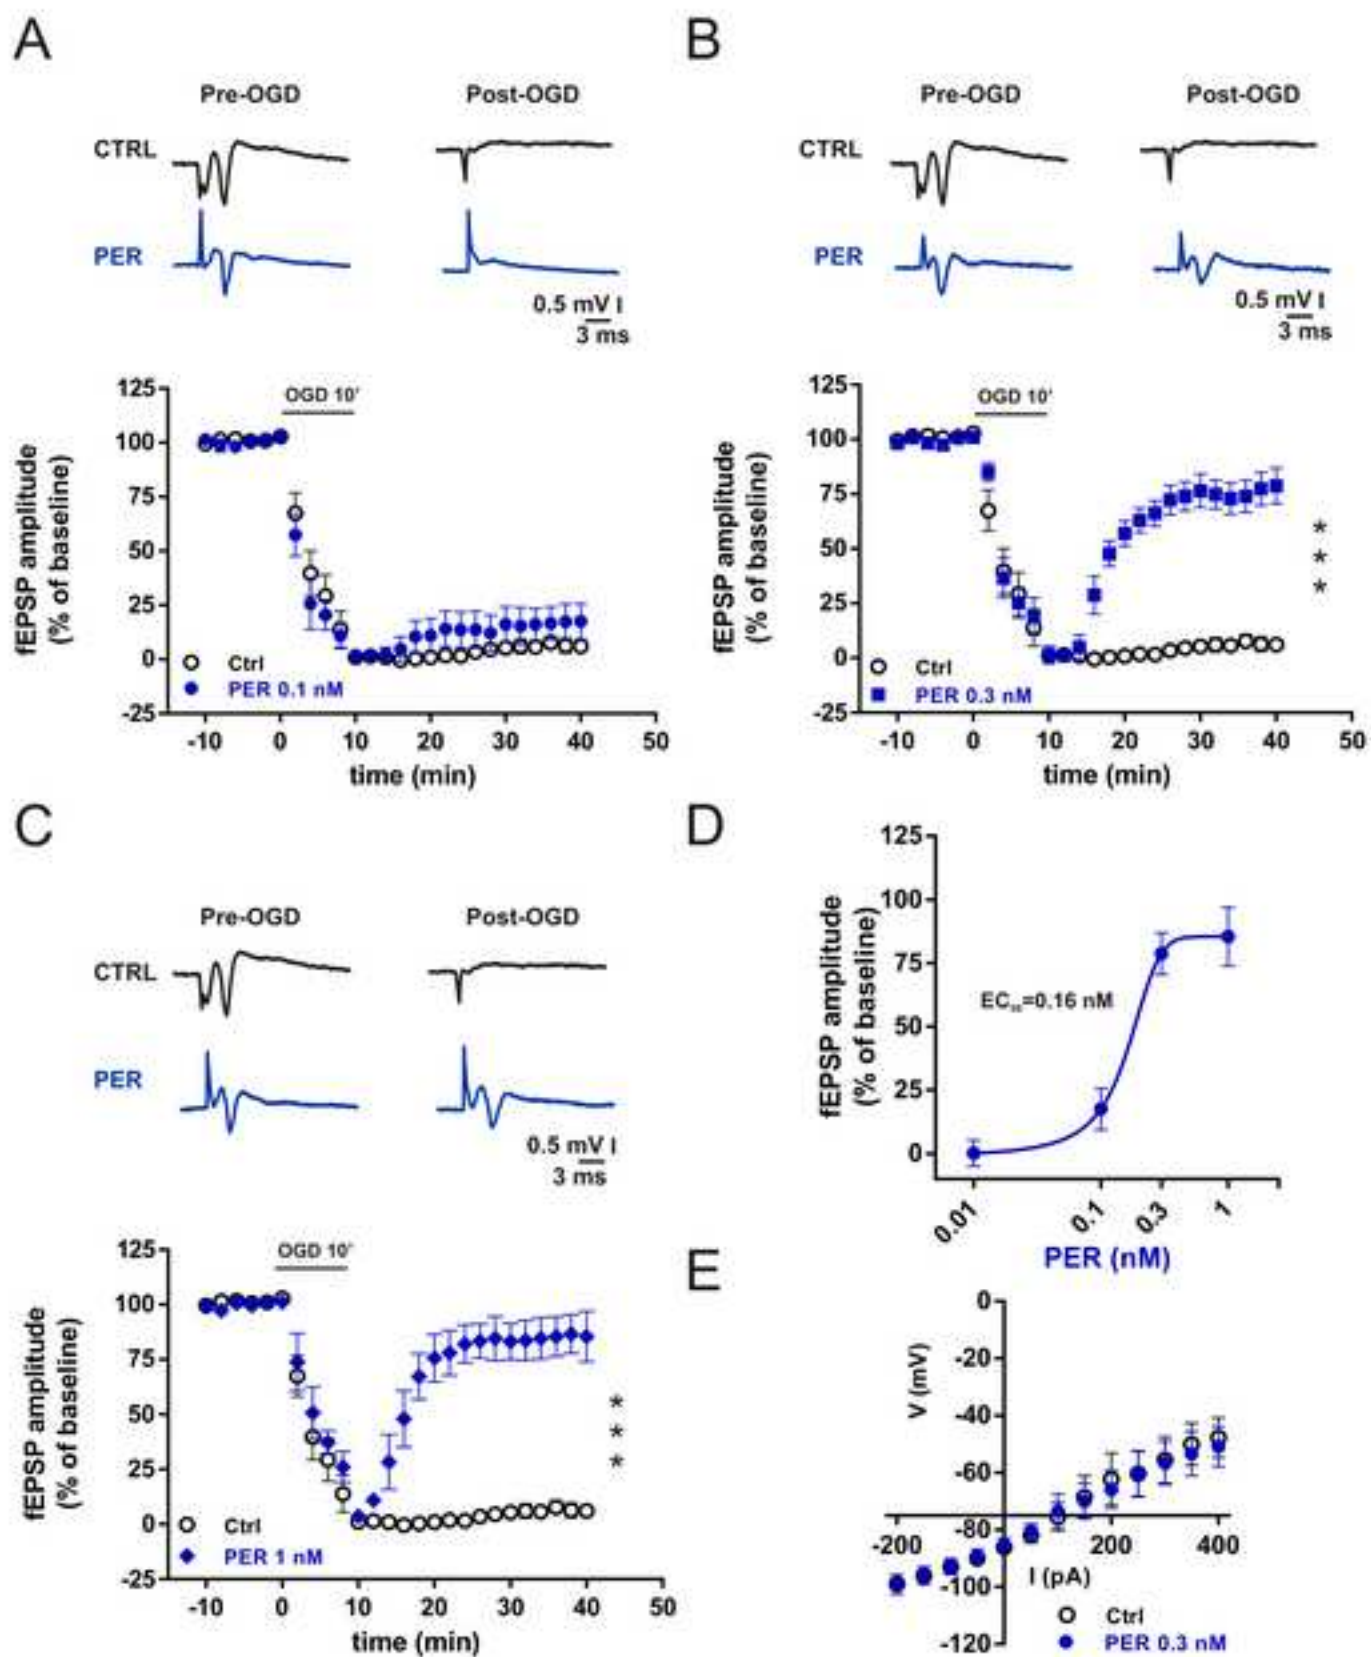 A
Pre-OGD
Post-OGD
CTRL
PER
0.5 mV
3 ms
125
100
75
50
25
0
-25
fEPSP amplitude
(% of baseline)
OGD 10'
Ctrl
PER 0.1 nM
-10 0 10 20 30 40 50
time (min)
B
Pre-OGD
Post-OGD
CTRL
PER
0.5 mV
3 ms
125
100
75
50
25
0
-25
fEPSP amplitude
(% of baseline)
OGD 10'
* * *
Ctrl
PER 0.3 nM
-10 0 10 20 30 40 50
time (min)
C
Pre-OGD
Post-OGD
CTRL
PER
0.5 mV
3 ms
125
100
75
50
25
0
-25
fEPSP amplitude
(% of baseline)
OGD 10'
* * *
Ctrl
PER 1 nM
-10 0 10 20 30 40 50
time (min)
D
125
100
75
50
25
0
fEPSP amplitude
(% of baseline)
=0.16 nM
0.01 0.1 0.3 1
PER (nM)
E
0
-20
-40
-60
-80
-100
-120
V (mV)
-200 200 400
I (pA)
Ctrl
PER 0.3 nM